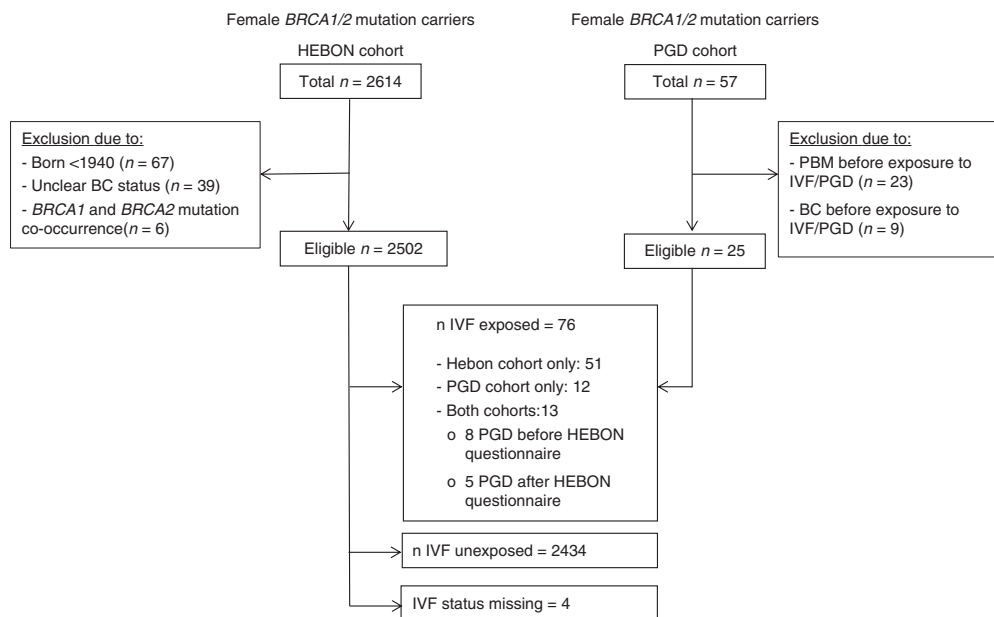 Female BRCA1/2 mutation carriers
HEBON cohort
Total n = 2614
Female BRCA1/2 mutation carriers
PGD cohort
Total n = 57
Exclusion due to:
- Born <1940 (n = 67)
- Unclear BC status (n = 39)
- BRCA1 and BRCA2 mutation
co-occurrence(n = 6)
Exclusion due to:
- PBM before exposure to
IVF/PGD (n = 23)
- BC before exposure to
IVF/PGD (n = 9)
Eligible n = 2502
Eligible n = 25
n IVF exposed = 76
- Hebon cohort only: 51
- PGD cohort only: 12
- Both cohorts:13
o 8 PGD before HEBON
questionnaire
o 5 PGD after HEBON
questionnaire
n IVF unexposed = 2434
IVF status missing = 4